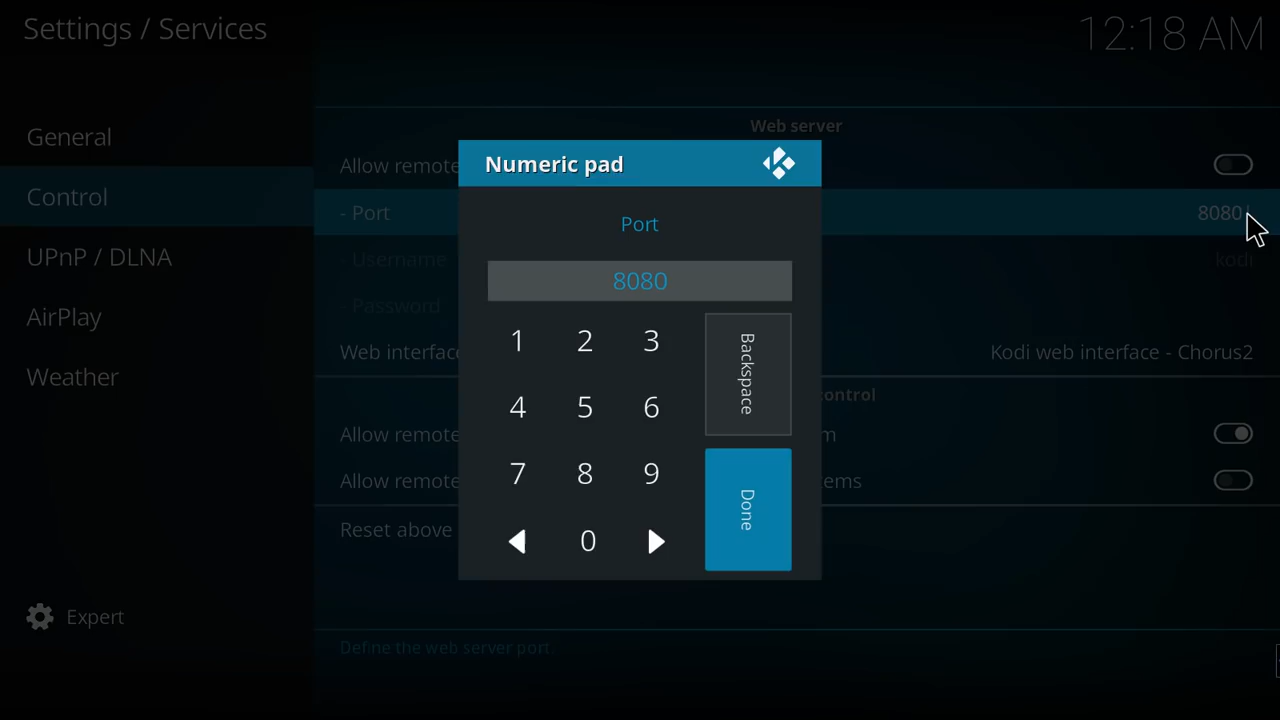 Settings / Services
12:18 AM
General
Control
UPnP / DLNA
AirPlay
Weather
Expert
Web server
Allow remote
- Port
8080
Username
kodi
Password
Web interface
Kodi web interface - Chorus2
control
Allow remote
Allow remote
Reset above
Define the web server port.
Numeric pad
Port
8080
1 2 3
Backspace
4 5 6
7 8 9
Done
0